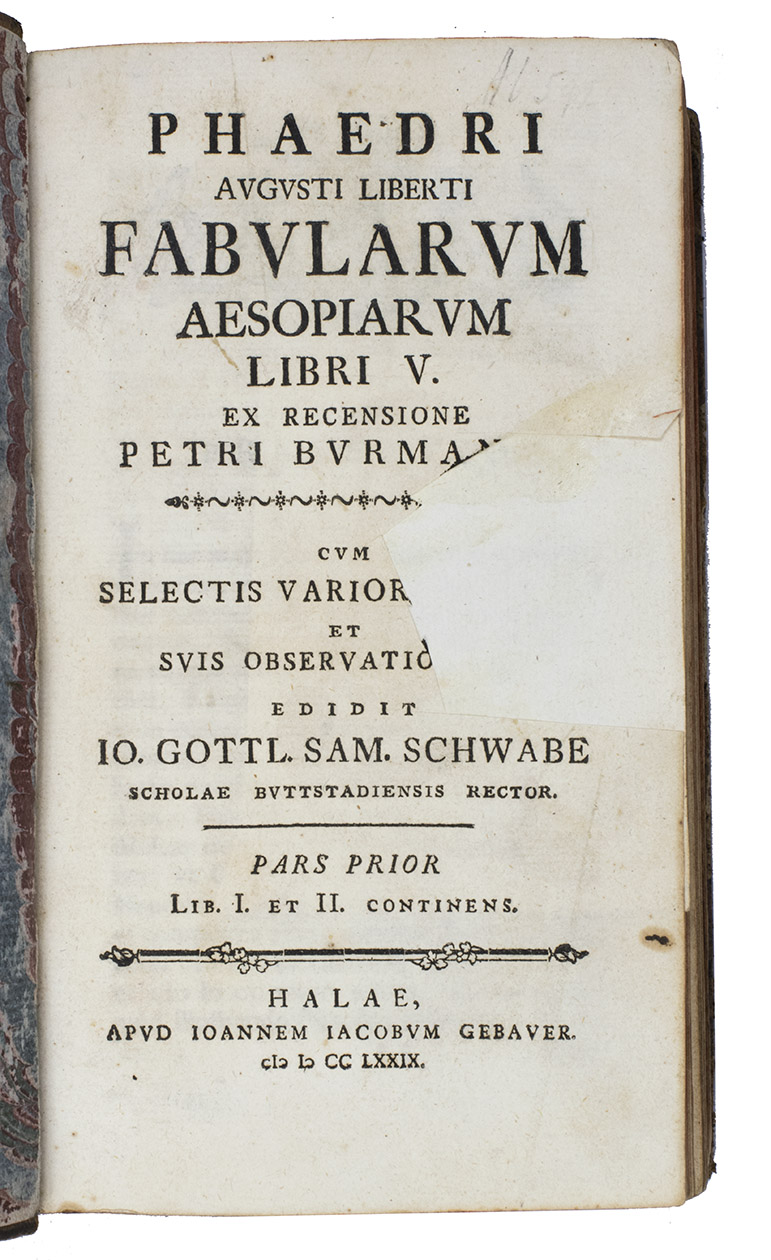 PHAEDRI
AVGVSTI LIBERTI
FABVLARVM
AESOPIARVM
LIBRI V.
EX RECENSIONE
PETRI BVRMAN
CVM
SELECTIS VARIOR
ET
SVIS OBSERVATIO
EDIDIT
IO. GOTTL. SAM. SCHWABE
SCHOLAE BVTTSTADIENSIS RECTOR.
PARS PRIOR
LIB. I. ET II. CONTINENS.
HALAE,
APVD IOANNEM IACOBVM GEBAVER.
cIɔ Iɔ CC LXXIX.